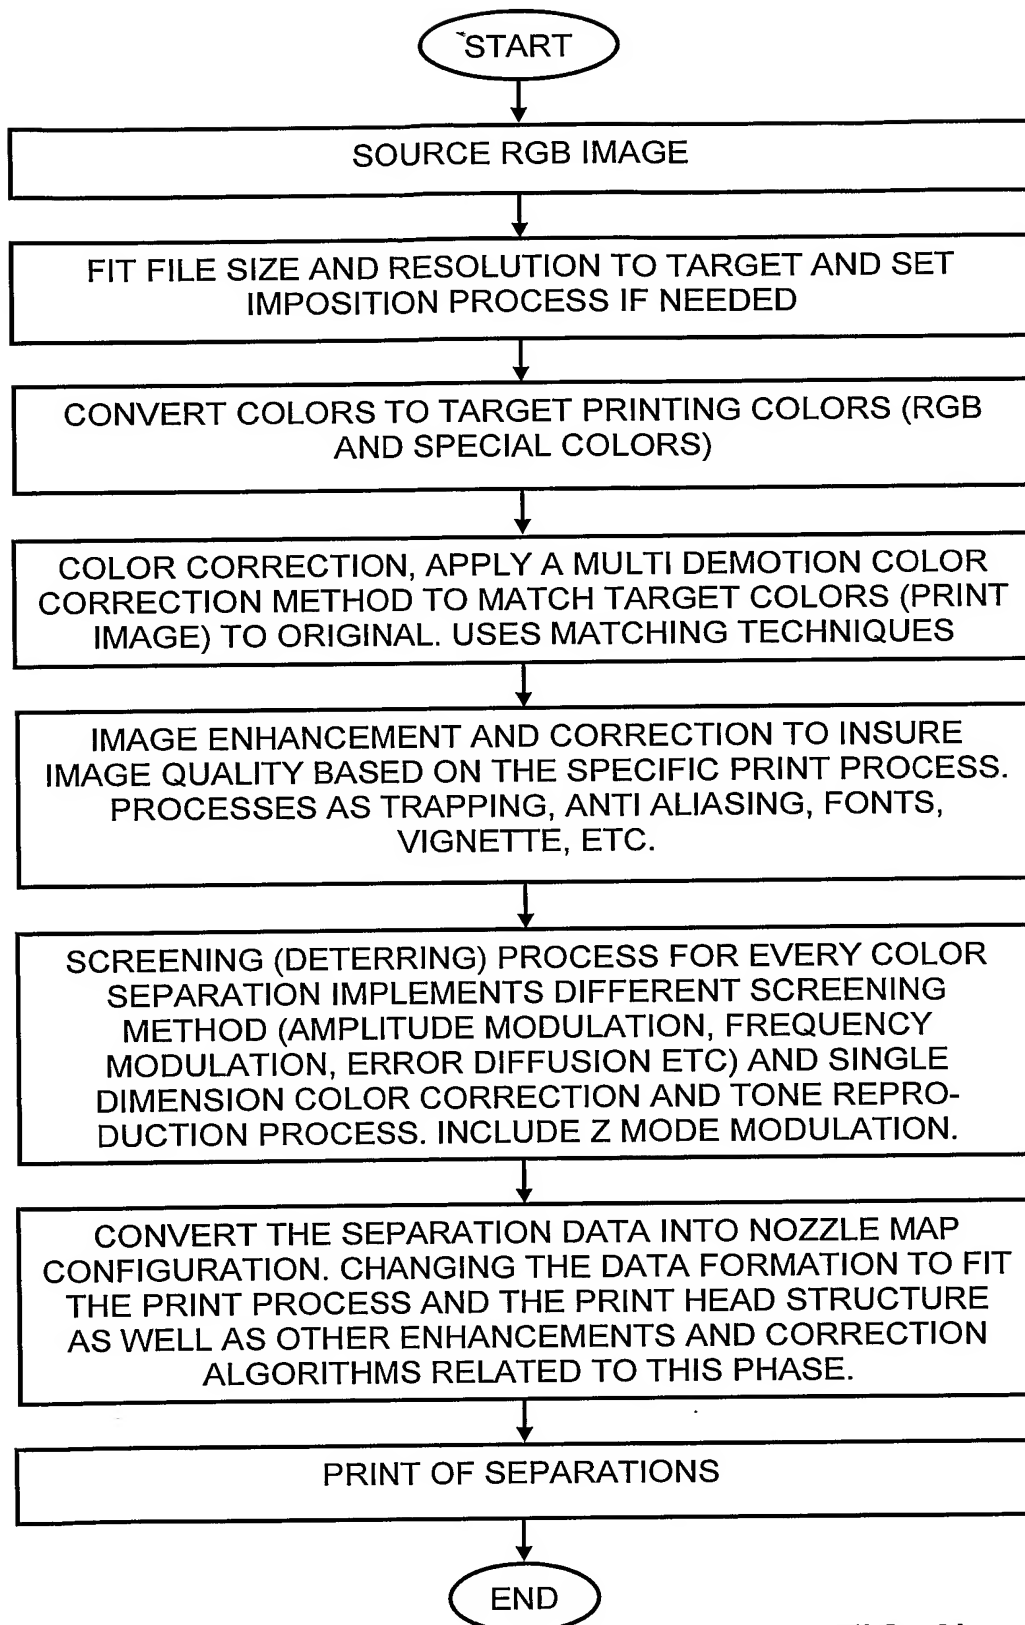 START
SOURCE RGB IMAGE
FIT FILE SIZE AND RESOLUTION TO TARGET AND SET
IMPOSITION PROCESS IF NEEDED
CONVERT COLORS TO TARGET PRINTING COLORS (RGB
AND SPECIAL COLORS)
COLOR CORRECTION, APPLY A MULTI DEMOTION COLOR
CORRECTION METHOD TO MATCH TARGET COLORS (PRINT
IMAGE) TO ORIGINAL. USES MATCHING TECHNIQUES
IMAGE ENHANCEMENT AND CORRECTION TO INSURE
IMAGE QUALITY BASED ON THE SPECIFIC PRINT PROCESS.
PROCESSES AS TRAPPING, ANTI ALIASING, FONTS,
VIGNETTE, ETC.
SCREENING (DETERRING) PROCESS FOR EVERY COLOR
SEPARATION IMPLEMENTS DIFFERENT SCREENING
METHOD (AMPLITUDE MODULATION, FREQUENCY
MODULATION, ERROR DIFFUSION ETC) AND SINGLE
DIMENSION COLOR CORRECTION AND TONE REPRO-
DUCTION PROCESS. INCLUDE Z MODE MODULATION.
CONVERT THE SEPARATION DATA INTO NOZZLE MAP
CONFIGURATION. CHANGING THE DATA FORMATION TO FIT
THE PRINT PROCESS AND THE PRINT HEAD STRUCTURE
AS WELL AS OTHER ENHANCEMENTS AND CORRECTION
ALGORITHMS RELATED TO THIS PHASE.
PRINT OF SEPARATIONS
END